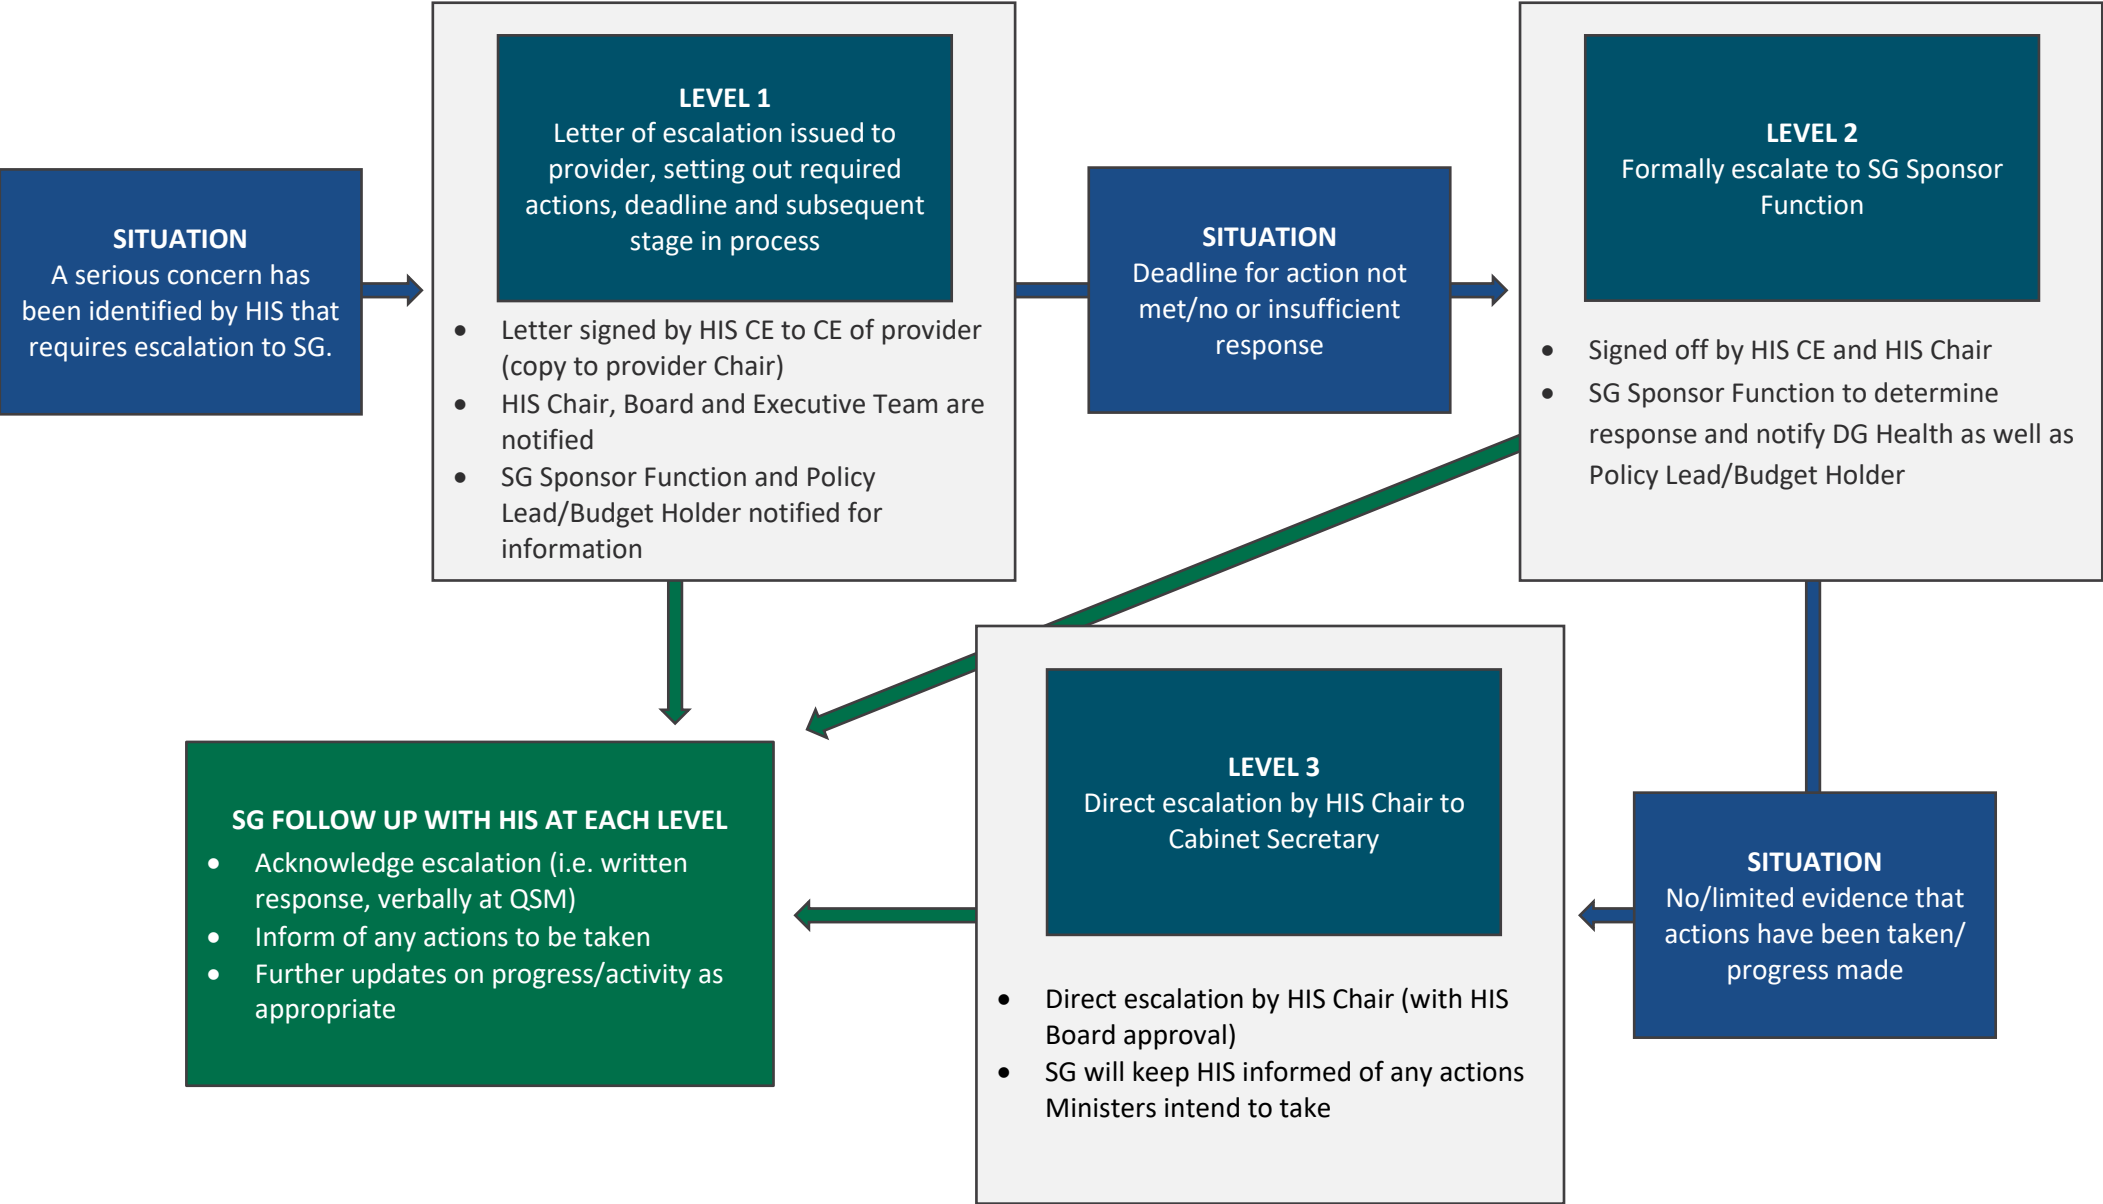 SITUATION
A serious concern has
been identified by HIS that
requires escalation to SG.
LEVEL 1
Letter of escalation issued to
provider, setting out required
actions, deadline and subsequent
stage in process
• Letter signed by HIS CE to CE of provider
(copy to provider Chair)
• HIS Chair, Board and Executive Team are
notified
• SG Sponsor Function and Policy
Lead/Budget Holder notified for
information
SITUATION
Deadline for action not
met/no or insufficient
response
LEVEL 2
Formally escalate to SG Sponsor
Function
• Signed off by HIS CE and HIS Chair
• SG Sponsor Function to determine
response and notify DG Health as well as
Policy Lead/Budget Holder
SITUATION
No/limited evidence that
actions have been taken/
progress made
LEVEL 3
Direct escalation by HIS Chair to
Cabinet Secretary
• Direct escalation by HIS Chair (with HIS
Board approval)
• SG will keep HIS informed of any actions
Ministers intend to take
SG FOLLOW UP WITH HIS AT EACH LEVEL
• Acknowledge escalation (i.e. written
response, verbally at QSM)
• Inform of any actions to be taken
• Further updates on progress/activity as
appropriate